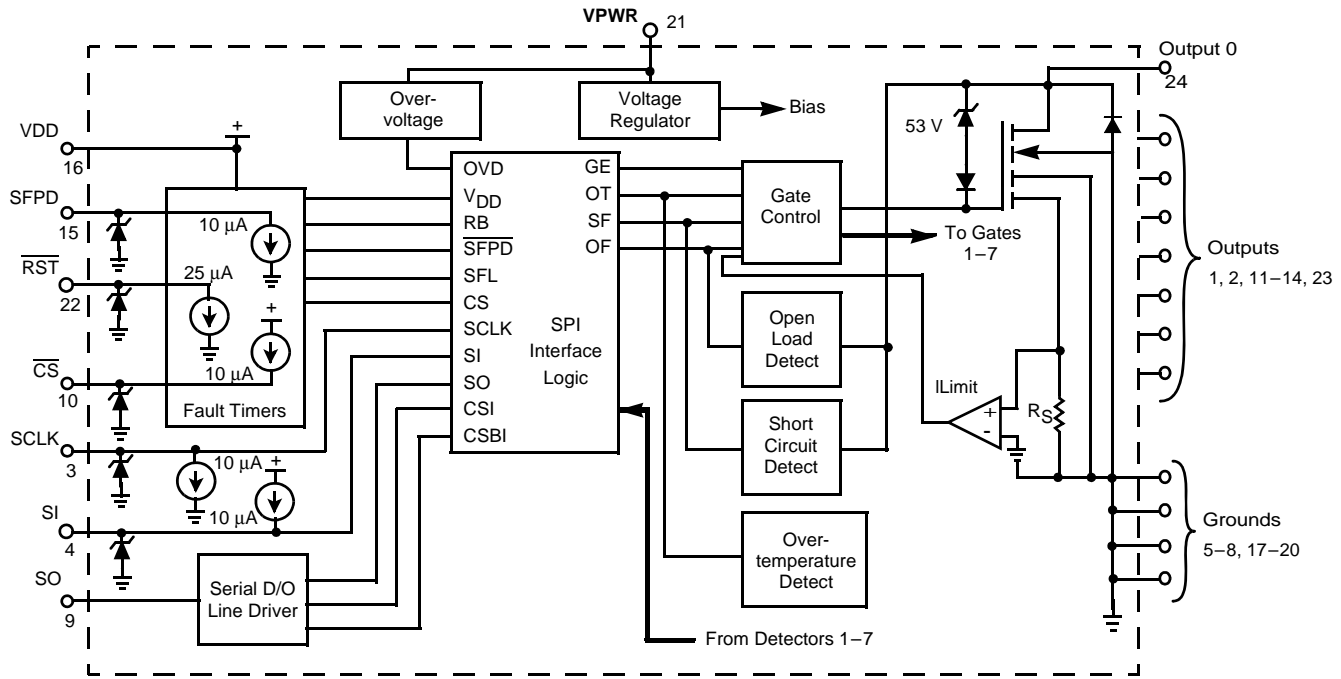 VPWR
21
Output 0
24
Over-
voltage
Voltage
Regulator
Bias
53 V
VDD
16
+
OVD
VDD
RB
SFPD
SFL
CS
SCLK
SI
SO
CSI
CSBI
GE
OT
SF
OF
SPI
Interface
Logic
Gate
Control
To Gates
1–7
Outputs
1, 2, 11–14, 23
SFPD
15
10 μA
RST
22
25 μA
+
10 μA
CS
10
Fault Timers
Open
Load
Detect
ILimit
+
-
RS
Short
Circuit
Detect
SCLK
3
10 μA
+
10 μA
SI
4
Grounds
5–8, 17–20
Over-
temperature
Detect
SO
9
Serial D/O
Line Driver
From Detectors 1–7